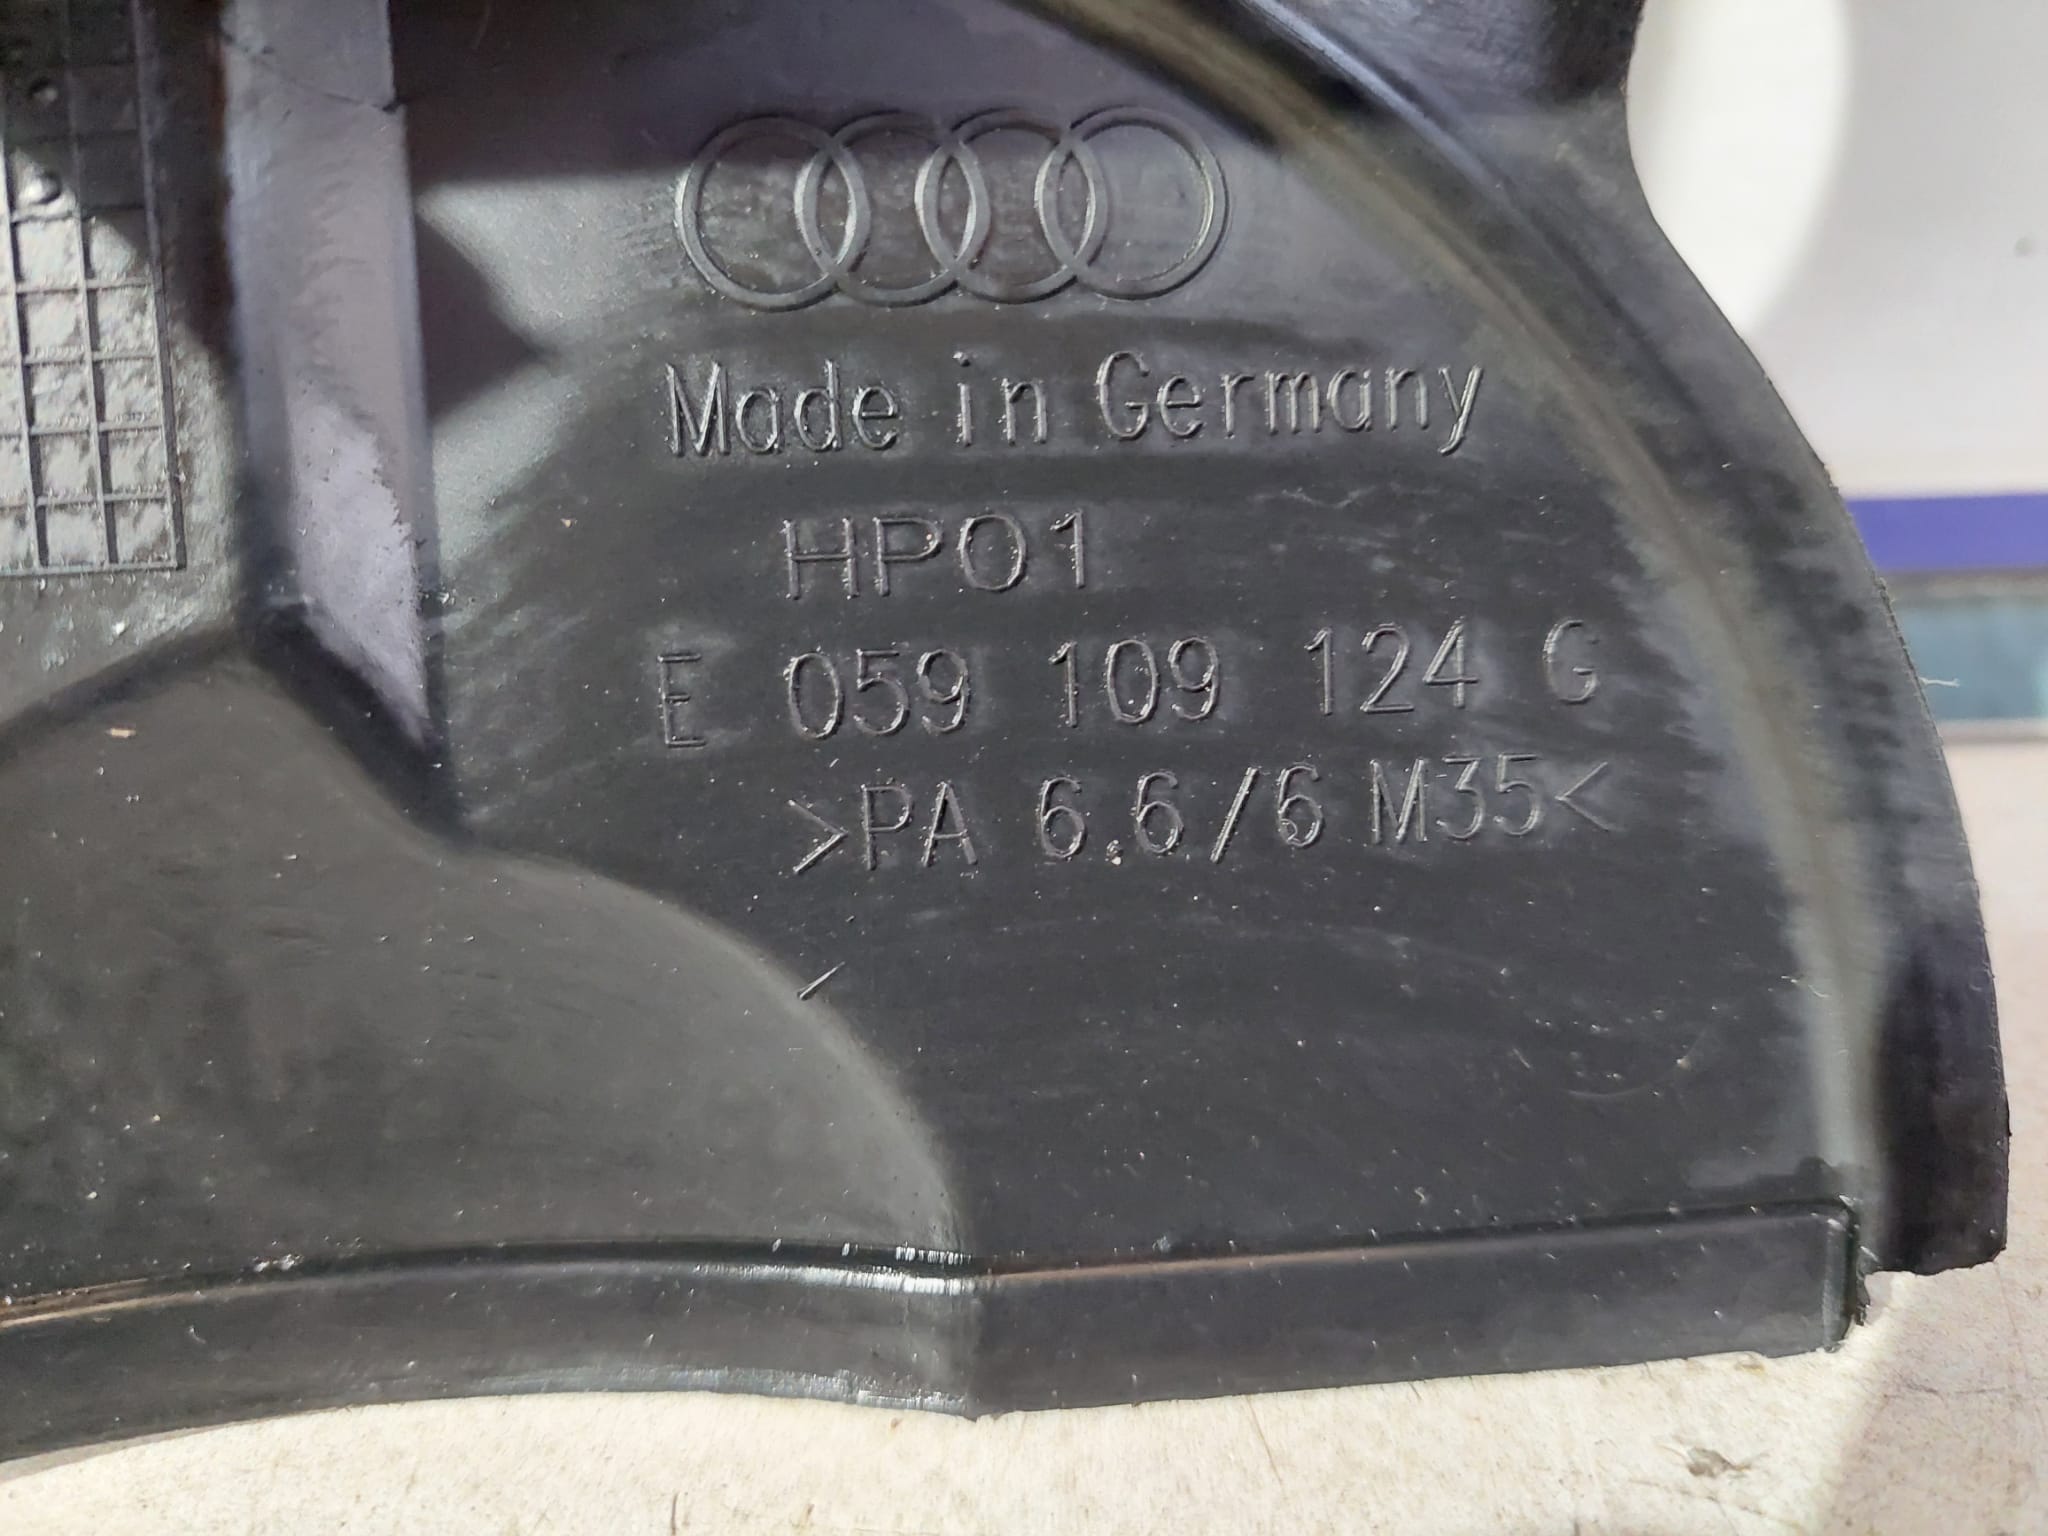 Made in Germany
HP01
E 059 109 124 G
>PA 6.6/6 M35<